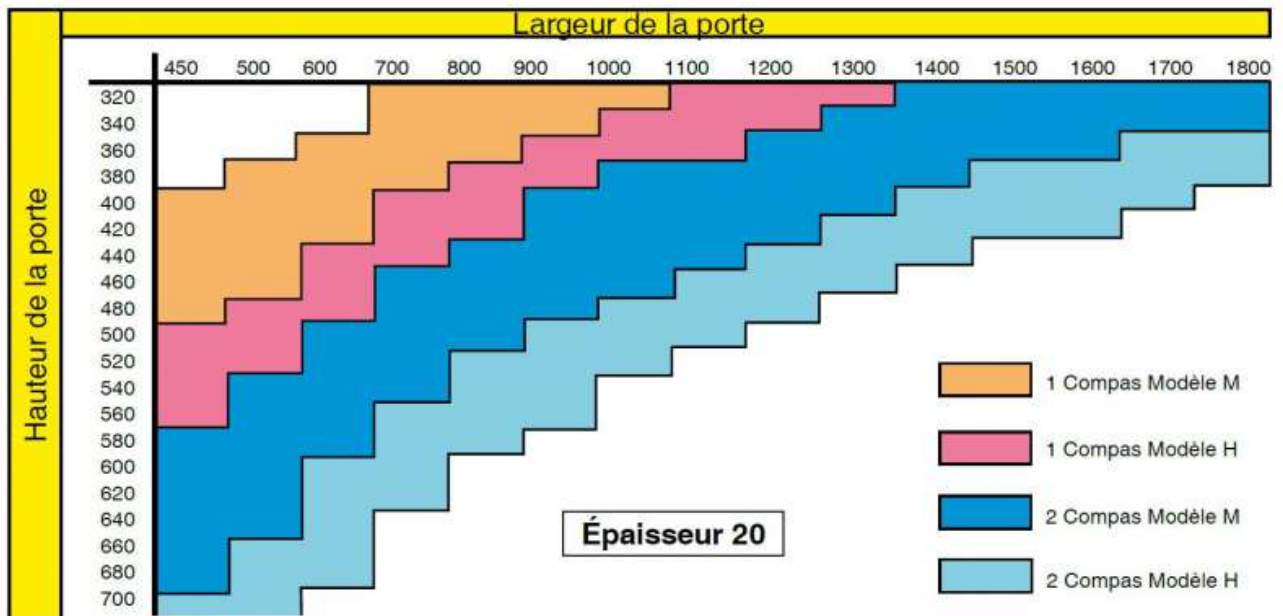 Largeur de la porte
450 500 600 700 800 900 1000 1100 1200 1300 1400 1500 1600 1700 1800
Hauteur de la porte
320
340
360
380
400
420
440
460
480
500
520
540
560
580
600
620
640
660
680
700
1 Compas Modèle M
1 Compas Modèle H
2 Compas Modèle M
2 Compas Modèle H
Épaisseur 20